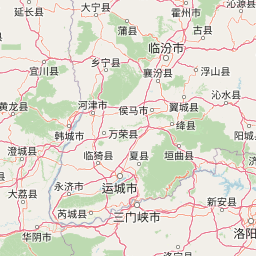 延长县
大宁县
霍州市
沁源县
蒲县
古县
临汾市
宜川县
乡宁县
襄汾县
浮山县
黄龙县
河津市
侯马市
翼城县
沁水县
韩城市
万荣县
绛县
阳城县
澄城县
临猗县
夏县
垣曲县
大荔县
永济市
运城市
芮城县
三门峡市
新安县
华阴市
洛阳